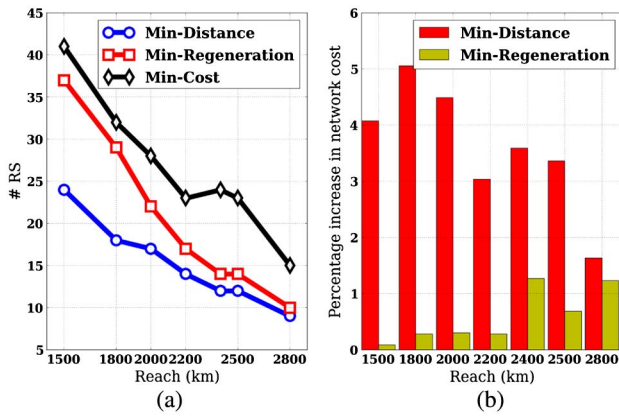 45
40
35
30
25
20
15
10
5
# RS
Min-Distance
Min-Regeneration
Min-Cost
1500 1800 2000 2200 2500 2800
Reach (km)
(a)
6
5
4
3
2
1
0
Percentage increase in network cost
Min-Distance
Min-Regeneration
1500 1800 2000 2200 2400 2500 2800
Reach (km)
(b)